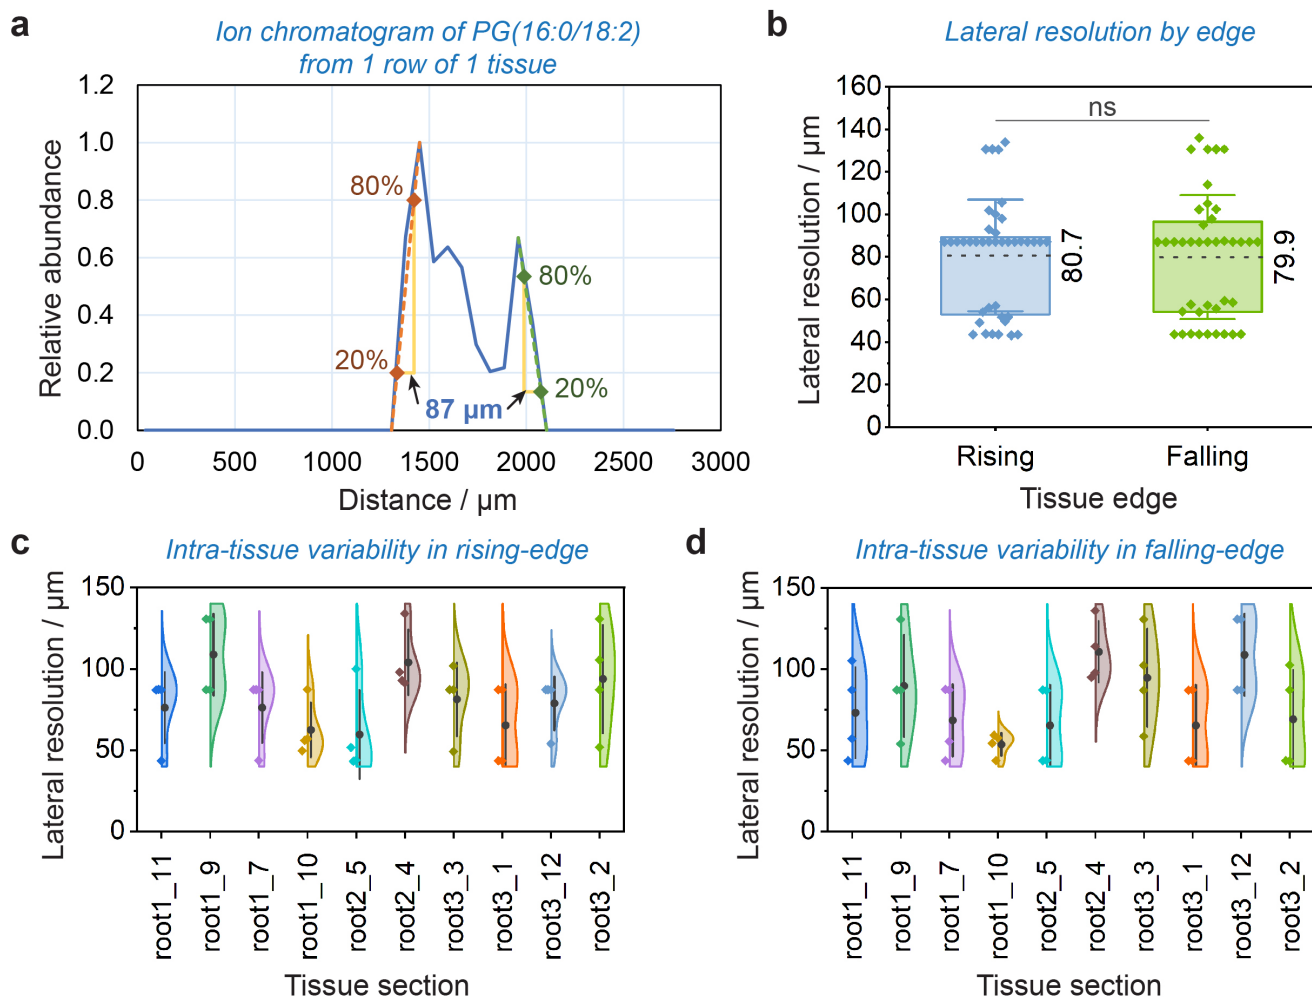 a
Ion chromatogram of PG(16:0/18:2)
from 1 row of 1 tissue
Relative abundance
1.2
1.0
0.8
0.6
0.4
0.2
0.0
80%
20%
80%
20%
87 µm
0 500 1000 1500 2000 2500 3000
Distance / µm
b
Lateral resolution by edge
Lateral resolution / µm
160
140
120
100
80
60
40
20
0
ns
80.7
79.9
Rising Falling
Tissue edge
c
Intra-tissue variability in rising-edge
Lateral resolution / µm
150
100
50
0
root1_11
root1_9
root1_7
root1_10
root2_5
root2_4
root3_3
root3_1
root3_12
root3_2
Tissue section
d
Intra-tissue variability in falling-edge
Lateral resolution / µm
150
100
50
0
root1_11
root1_9
root1_7
root1_10
root2_5
root2_4
root3_3
root3_1
root3_12
root3_2
Tissue section